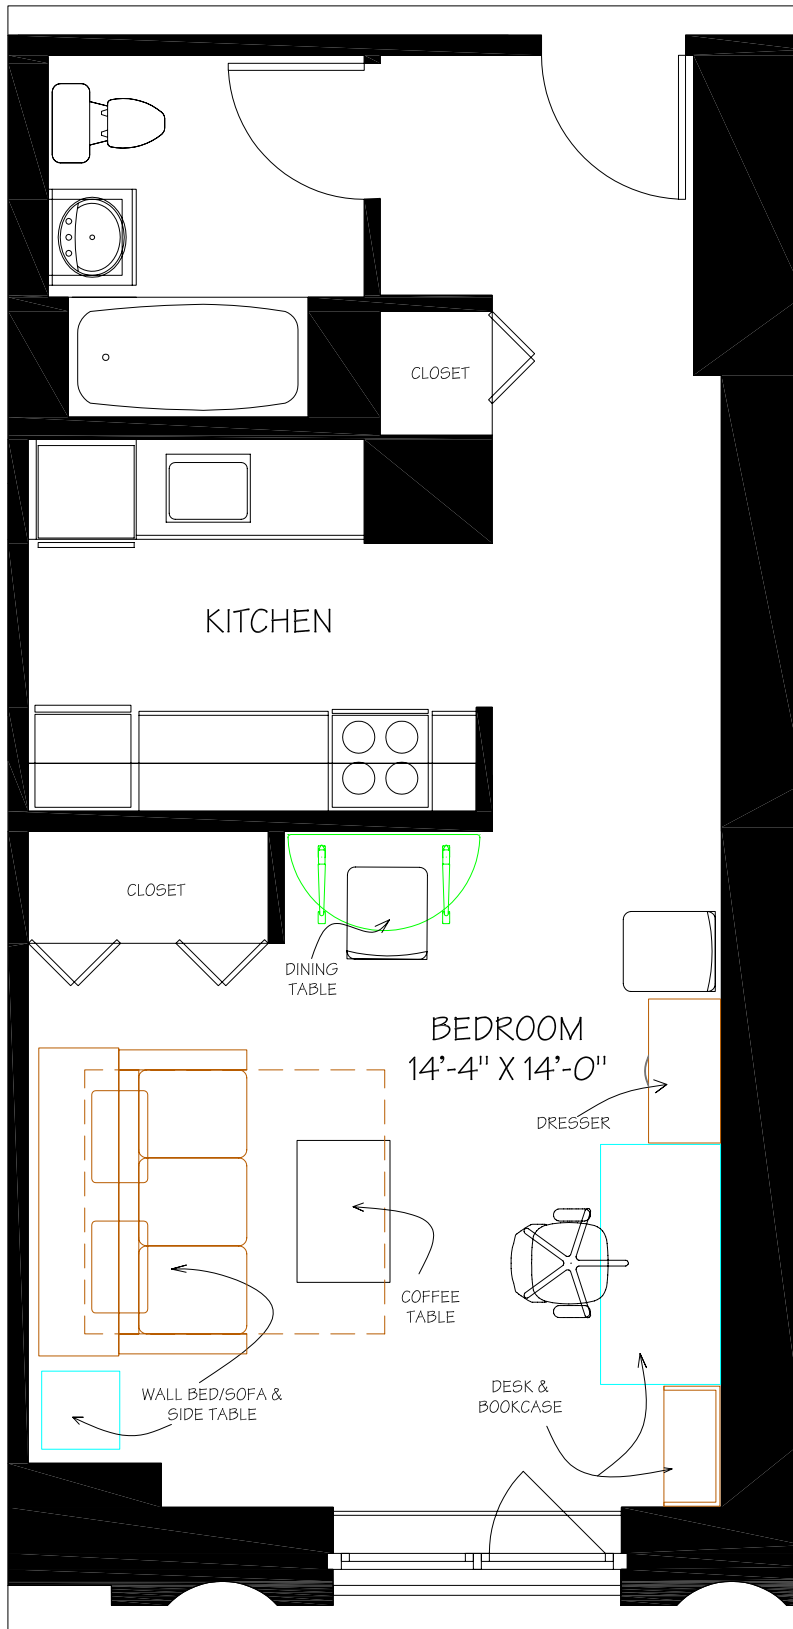 CLOSET
KITCHEN
CLOSET
DINING
TABLE
BEDROOM
14'-4" X 14'-0"
DRESSER
COFFEE
TABLE
WALL BED/SOFA &
SIDE TABLE
DESK &
BOOKCASE